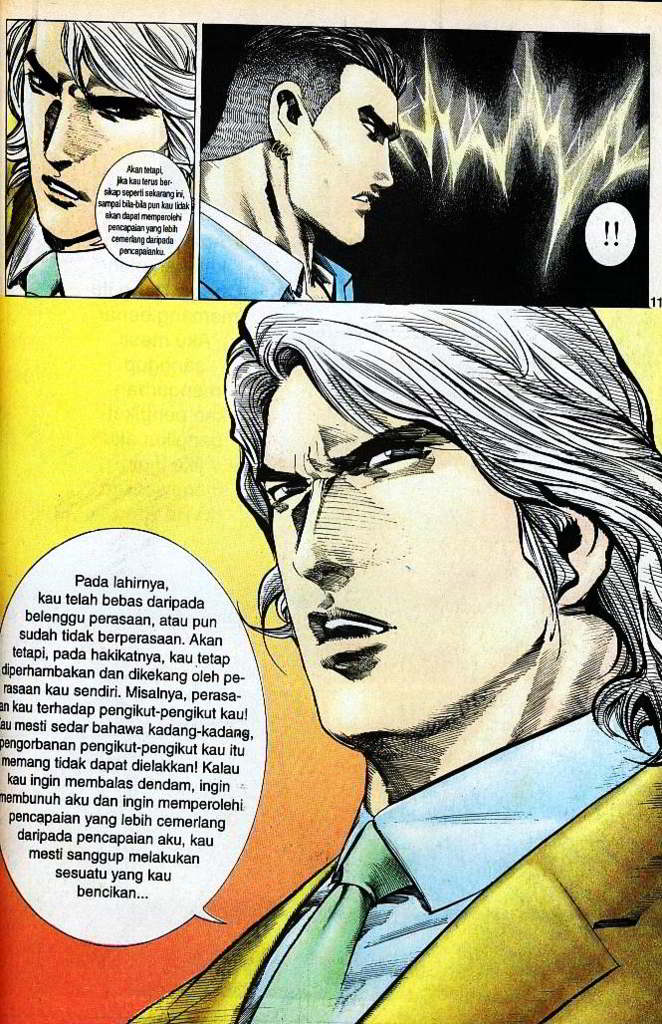 Akan tetapi,
jika kau terus ber-
sikap seperti sekarang ini,
sampai bila-bila pun kau tidak
akan dapat memperolehi
pencapaian yang lebih
cemerlang daripada
pencapaianku.
!!
11
Pada lahirnya,
kau telah bebas daripada
belenggu perasaan, atau pun
sudah tidak berperasaan. Akan
tetapi, pada hakikatnya, kau tetap
diperhambakan dan dikekang oleh pe-
rasaan kau sendiri. Misalnya, perasa-
an kau terhadap pengikut-pengikut kau!
Kau mesti sedar bahawa kadang-kadang,
pengorbanan pengikut-pengikut kau itu
memang tidak dapat dielakkan! Kalau
kau ingin membalas dendam, ingin
membunuh aku dan ingin memperolehi
pencapaian yang lebih cemerlang
daripada pencapaian aku, kau
mesti sanggup melakukan
sesuatu yang kau
bencikan...